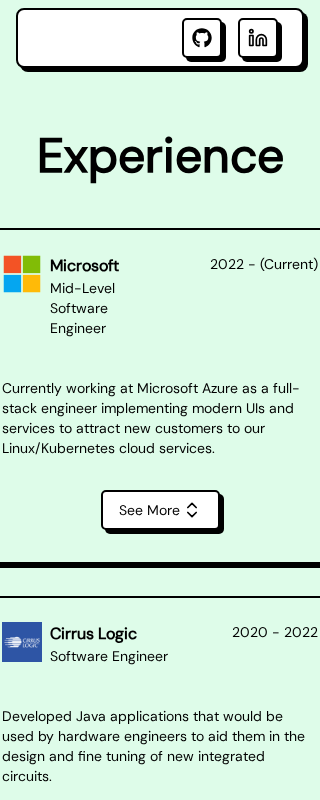 Experience
Microsoft
2022 - (Current)
Mid-Level
Software
Engineer
Currently working at Microsoft Azure as a full-
stack engineer implementing modern UIs and
services to attract new customers to our
Linux/Kubernetes cloud services.
See More
CIRRUS
LOGIC
Cirrus Logic
2020 - 2022
Software Engineer
Developed Java applications that would be
used by hardware engineers to aid them in the
design and fine tuning of new integrated
circuits.